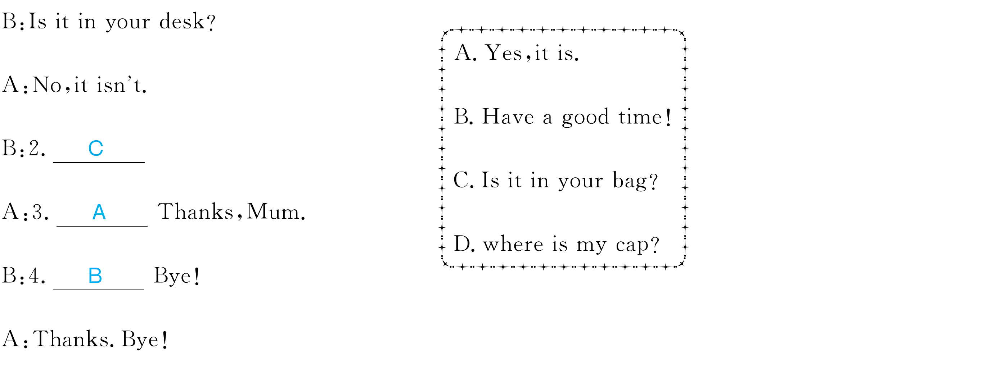 B:Is it in your desk?
A:No,it isn't.
B:2. C
A:3. A Thanks,Mum.
B:4. B Bye!
A:Thanks. Bye!
A. Yes,it is.
B. Have a good time!
C. Is it in your bag?
D. where is my cap?